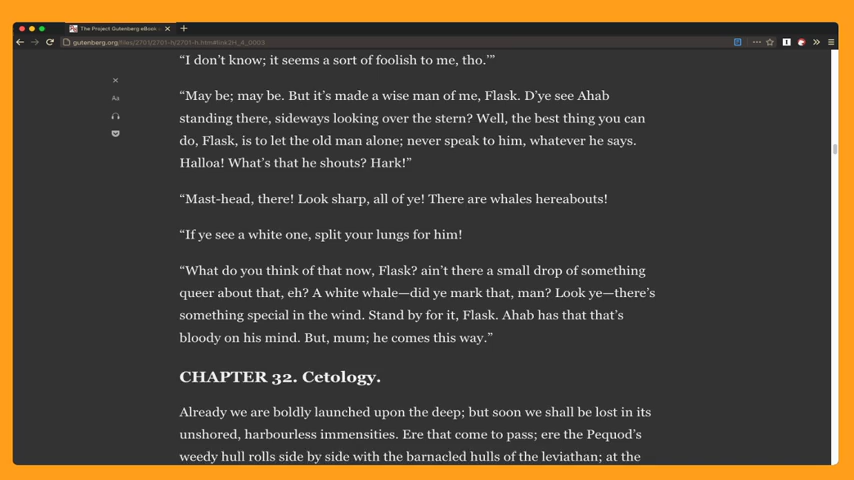 The Project Gutenberg eBook
gutenberg.org/files/2701/2701-h/2701-h.htm#link2H_4_0003
“I don’t know; it seems a sort of foolish to me, tho.’”
Aa
“May be; may be. But it’s made a wise man of me, Flask. D’ye see Ahab
standing there, sideways looking over the stern? Well, the best thing you can
do, Flask, is to let the old man alone; never speak to him, whatever he says.
Halloa! What’s that he shouts? Hark!”
“Mast-head, there! Look sharp, all of ye! There are whales hereabouts!
“If ye see a white one, split your lungs for him!
“What do you think of that now, Flask? ain’t there a small drop of something
queer about that, eh? A white whale—did ye mark that, man? Look ye—there’s
something special in the wind. Stand by for it, Flask. Ahab has that that’s
bloody on his mind. But, mum; he comes this way.”
CHAPTER 32. Cetology.
Already we are boldly launched upon the deep; but soon we shall be lost in its
unshored, harbourless immensities. Ere that come to pass; ere the Pequod’s
weedy hull rolls side by side with the barnacled hulls of the leviathan; at the